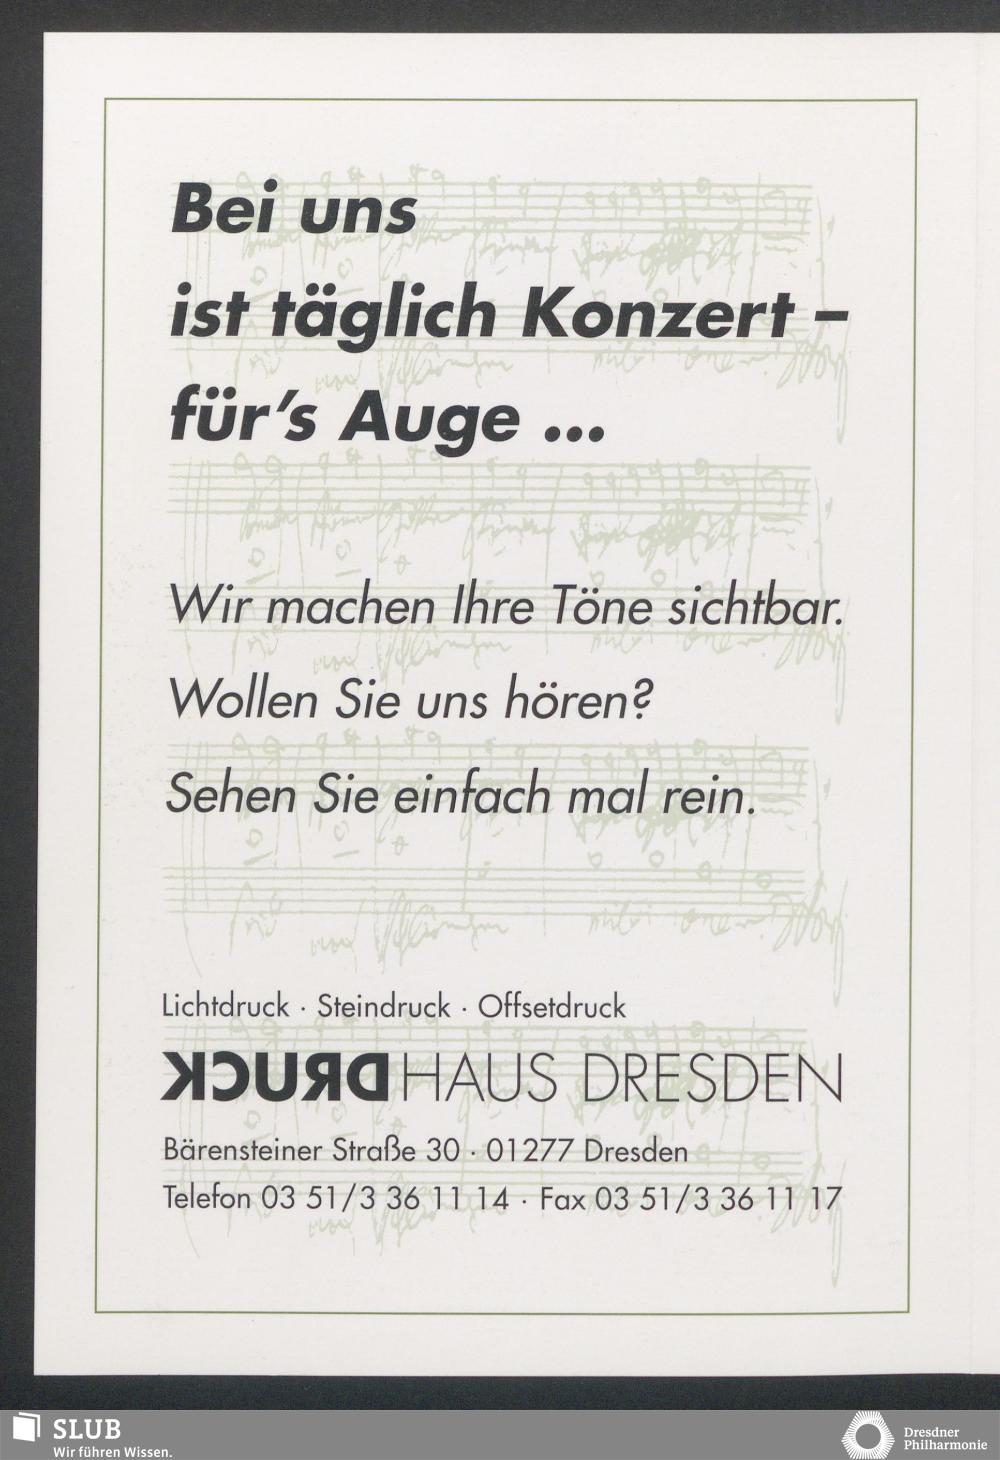 Bei uns
ist täglich Konzert –
für's Auge ...
Wir machen Ihre Töne sichtbar.
Wollen Sie uns hören?
Sehen Sie einfach mal rein.
Lichtdruck · Steindruck · Offsetdruck
DRUCKHAUS DRESDEN
Bärensteiner Straße 30 · 01277 Dresden
Telefon 03 51/3 36 11 14 · Fax 03 51/3 36 11 17
SLUB
Wir führen Wissen.
Dresdner
Philharmonie